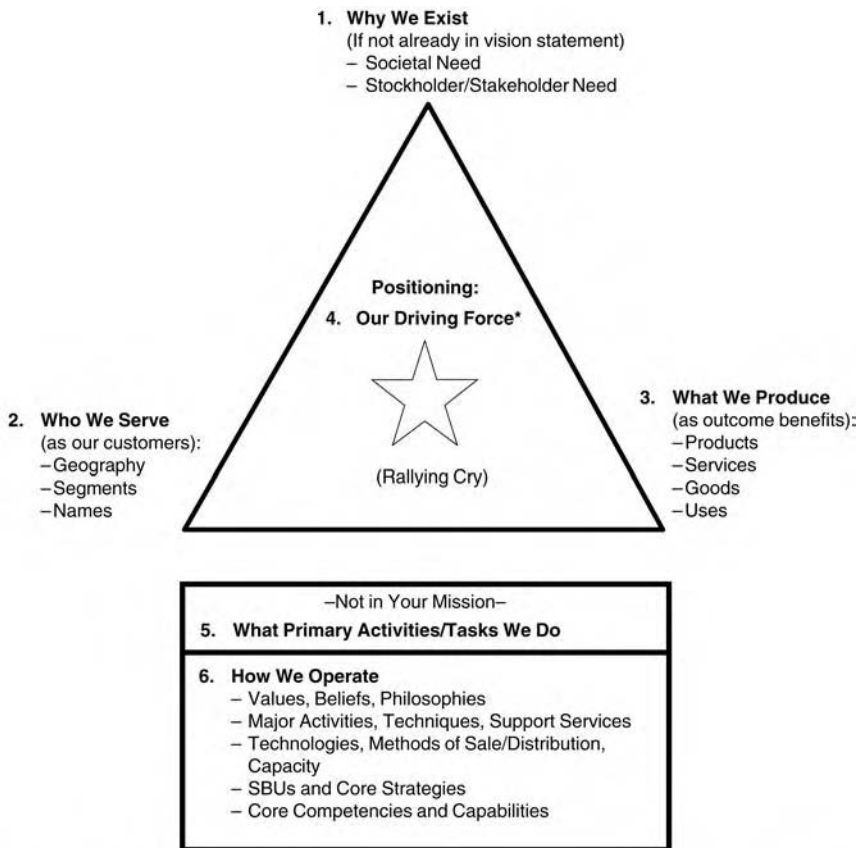 1. Why We Exist
(If not already in vision statement)
– Societal Need
– Stockholder/Stakeholder Need
Positioning:
4. Our Driving Force*
(Rallying Cry)
2. Who We Serve
(as our customers):
–Geography
–Segments
–Names
3. What We Produce
(as outcome benefits):
–Products
–Services
–Goods
–Uses
–Not in Your Mission–
5. What Primary Activities/Tasks We Do
6. How We Operate
– Values, Beliefs, Philosophies
– Major Activities, Techniques, Support Services
– Technologies, Methods of Sale/Distribution,
Capacity
– SBUs and Core Strategies
– Core Competencies and Capabilities